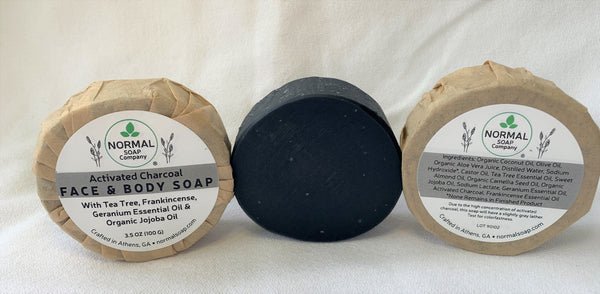 NORMAL
SOAP
Company
®
Activated Charcoal
FACE & BODY SOAP
With Tea Tree, Frankincense,
Geranium Essential Oil &
Organic Jojoba Oil
3.5 OZ (100 G)
Crafted in Athens, GA • normalsoap.com
NORMAL
SOAP
Company
®
Ingredients: Organic Coconut Oil, Olive Oil,
Organic Aloe Vera Juice, Distilled Water, Sodium
Hydroxide*, Castor Oil, Tea Tree Essential Oil, Sweet
Almond Oil, Organic Camellia Seed Oil, Organic
Jojoba Oil, Sodium Lactate, Geranium Essential Oil,
Activated Charcoal, Frankincense Essential Oil
*None Remains in Finished Product
Due to the high concentrations of activated
charcoal, this soap will have a slightly grey lather.
Test for colorfastness.
LOT
Crafted in Athens, GA • normalsoap.com